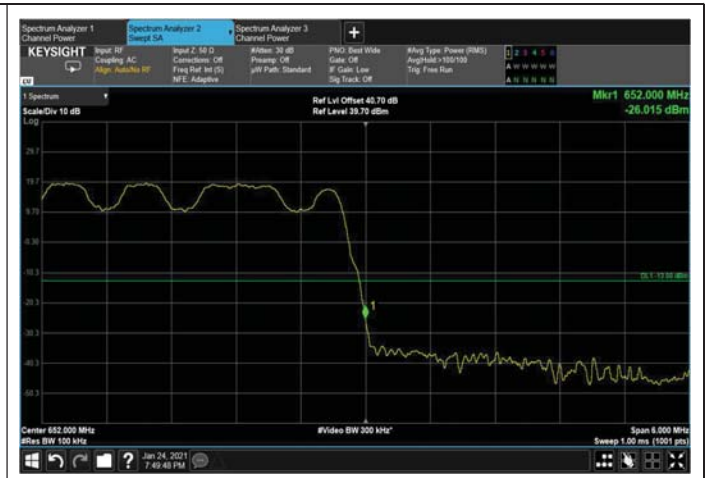 Spectrum Analyzer 1
Channel Power
Spectrum Analyzer 2
Swept SA
Spectrum Analyzer 3
Channel Power
+
KEYSIGHT
Input: RF
Coupling: AC
Align: Auto/No RF
Input Z: 50 Ω
Corrections: Off
Freq Ref: Int (S)
NFE: Adaptive
#Atten: 30 dB
Preamp: Off
µW Path: Standard
PNO: Best Wide
Gate: Off
IF Gain: Low
Sig Track: Off
#Avg Type: Power (RMS)
Avg|Hold:>100/100
Trig: Free Run
1 2 3 4 5 6
A W W W W W
A N N N N N
1 Spectrum
Scale/Div 10 dB
Log
Ref Lvl Offset 40.70 dB
Ref Level 39.70 dBm
Mkr1 652.000 MHz
-26.015 dBm
29.7
19.7
9.70
-0.30
-10.3
DL1 -13.00 dBm
-20.3
1
-30.3
-40.3
-50.3
Center 652.000 MHz
#Res BW 100 kHz
#Video BW 300 kHz*
Span 6.000 MHz
Sweep 1.00 ms (1001 pts)
?
Jan 24, 2021
7:49:48 PM